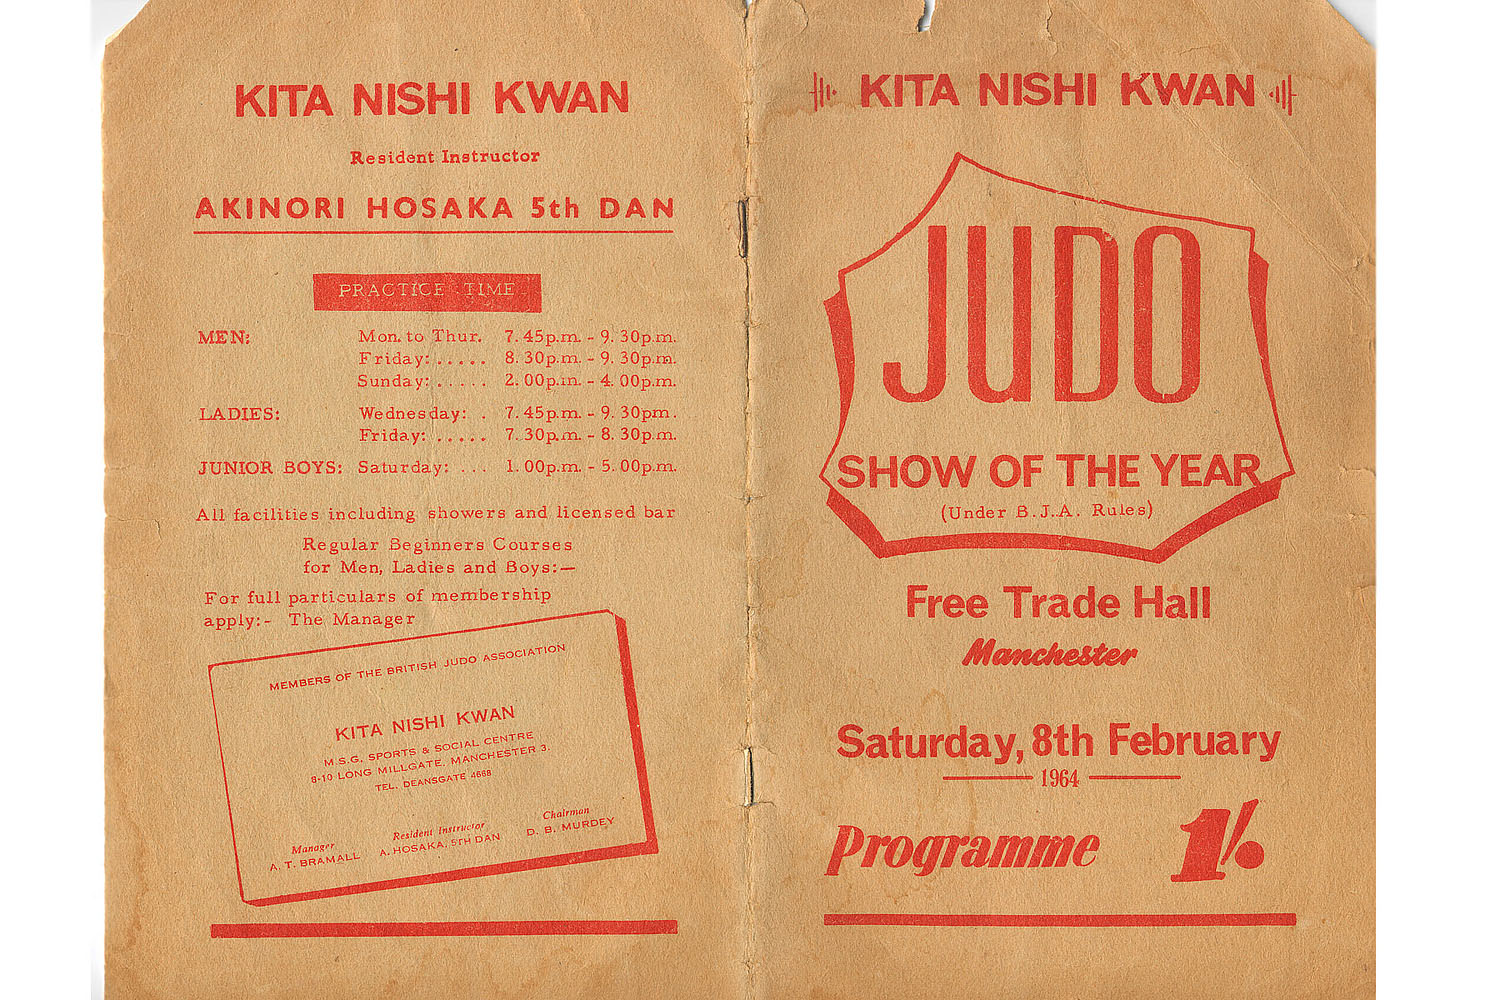 KITA NISHI KWAN
Resident Instructor
AKINORI HOSAKA 5th DAN
PRACTICE TIME
MEN: Mon. to Thur. 7.45p.m. - 9.30p.m.
Friday: ..... 8.30p.m. - 9.30p.m.
Sunday: ..... 2.00p.m. - 4.00p.m.
LADIES: Wednesday: . 7.45p.m. - 9.30pm.
Friday: ..... 7.30p.m. - 8.30p.m.
JUNIOR BOYS: Saturday: ... 1.00p.m. - 5.00p.m.
All facilities including showers and licensed bar
Regular Beginners Courses
for Men, Ladies and Boys:—
For full particulars of membership
apply:- The Manager
MEMBERS OF THE BRITISH JUDO ASSOCIATION
KITA NISHI KWAN
M.S.G. SPORTS & SOCIAL CENTRE
8-10 LONG MILLGATE, MANCHESTER 3.
TEL. DEANSGATE 4668
Manager
A. T. BRAMALL
Resident Instructor
A. HOSAKA, 5TH DAN
Chairman
D. B. MURDEY
KITA NISHI KWAN
JUDO
SHOW OF THE YEAR
(Under B.J.A. Rules)
Free Trade Hall
Manchester
Saturday, 8th February
1964
Programme 1/.